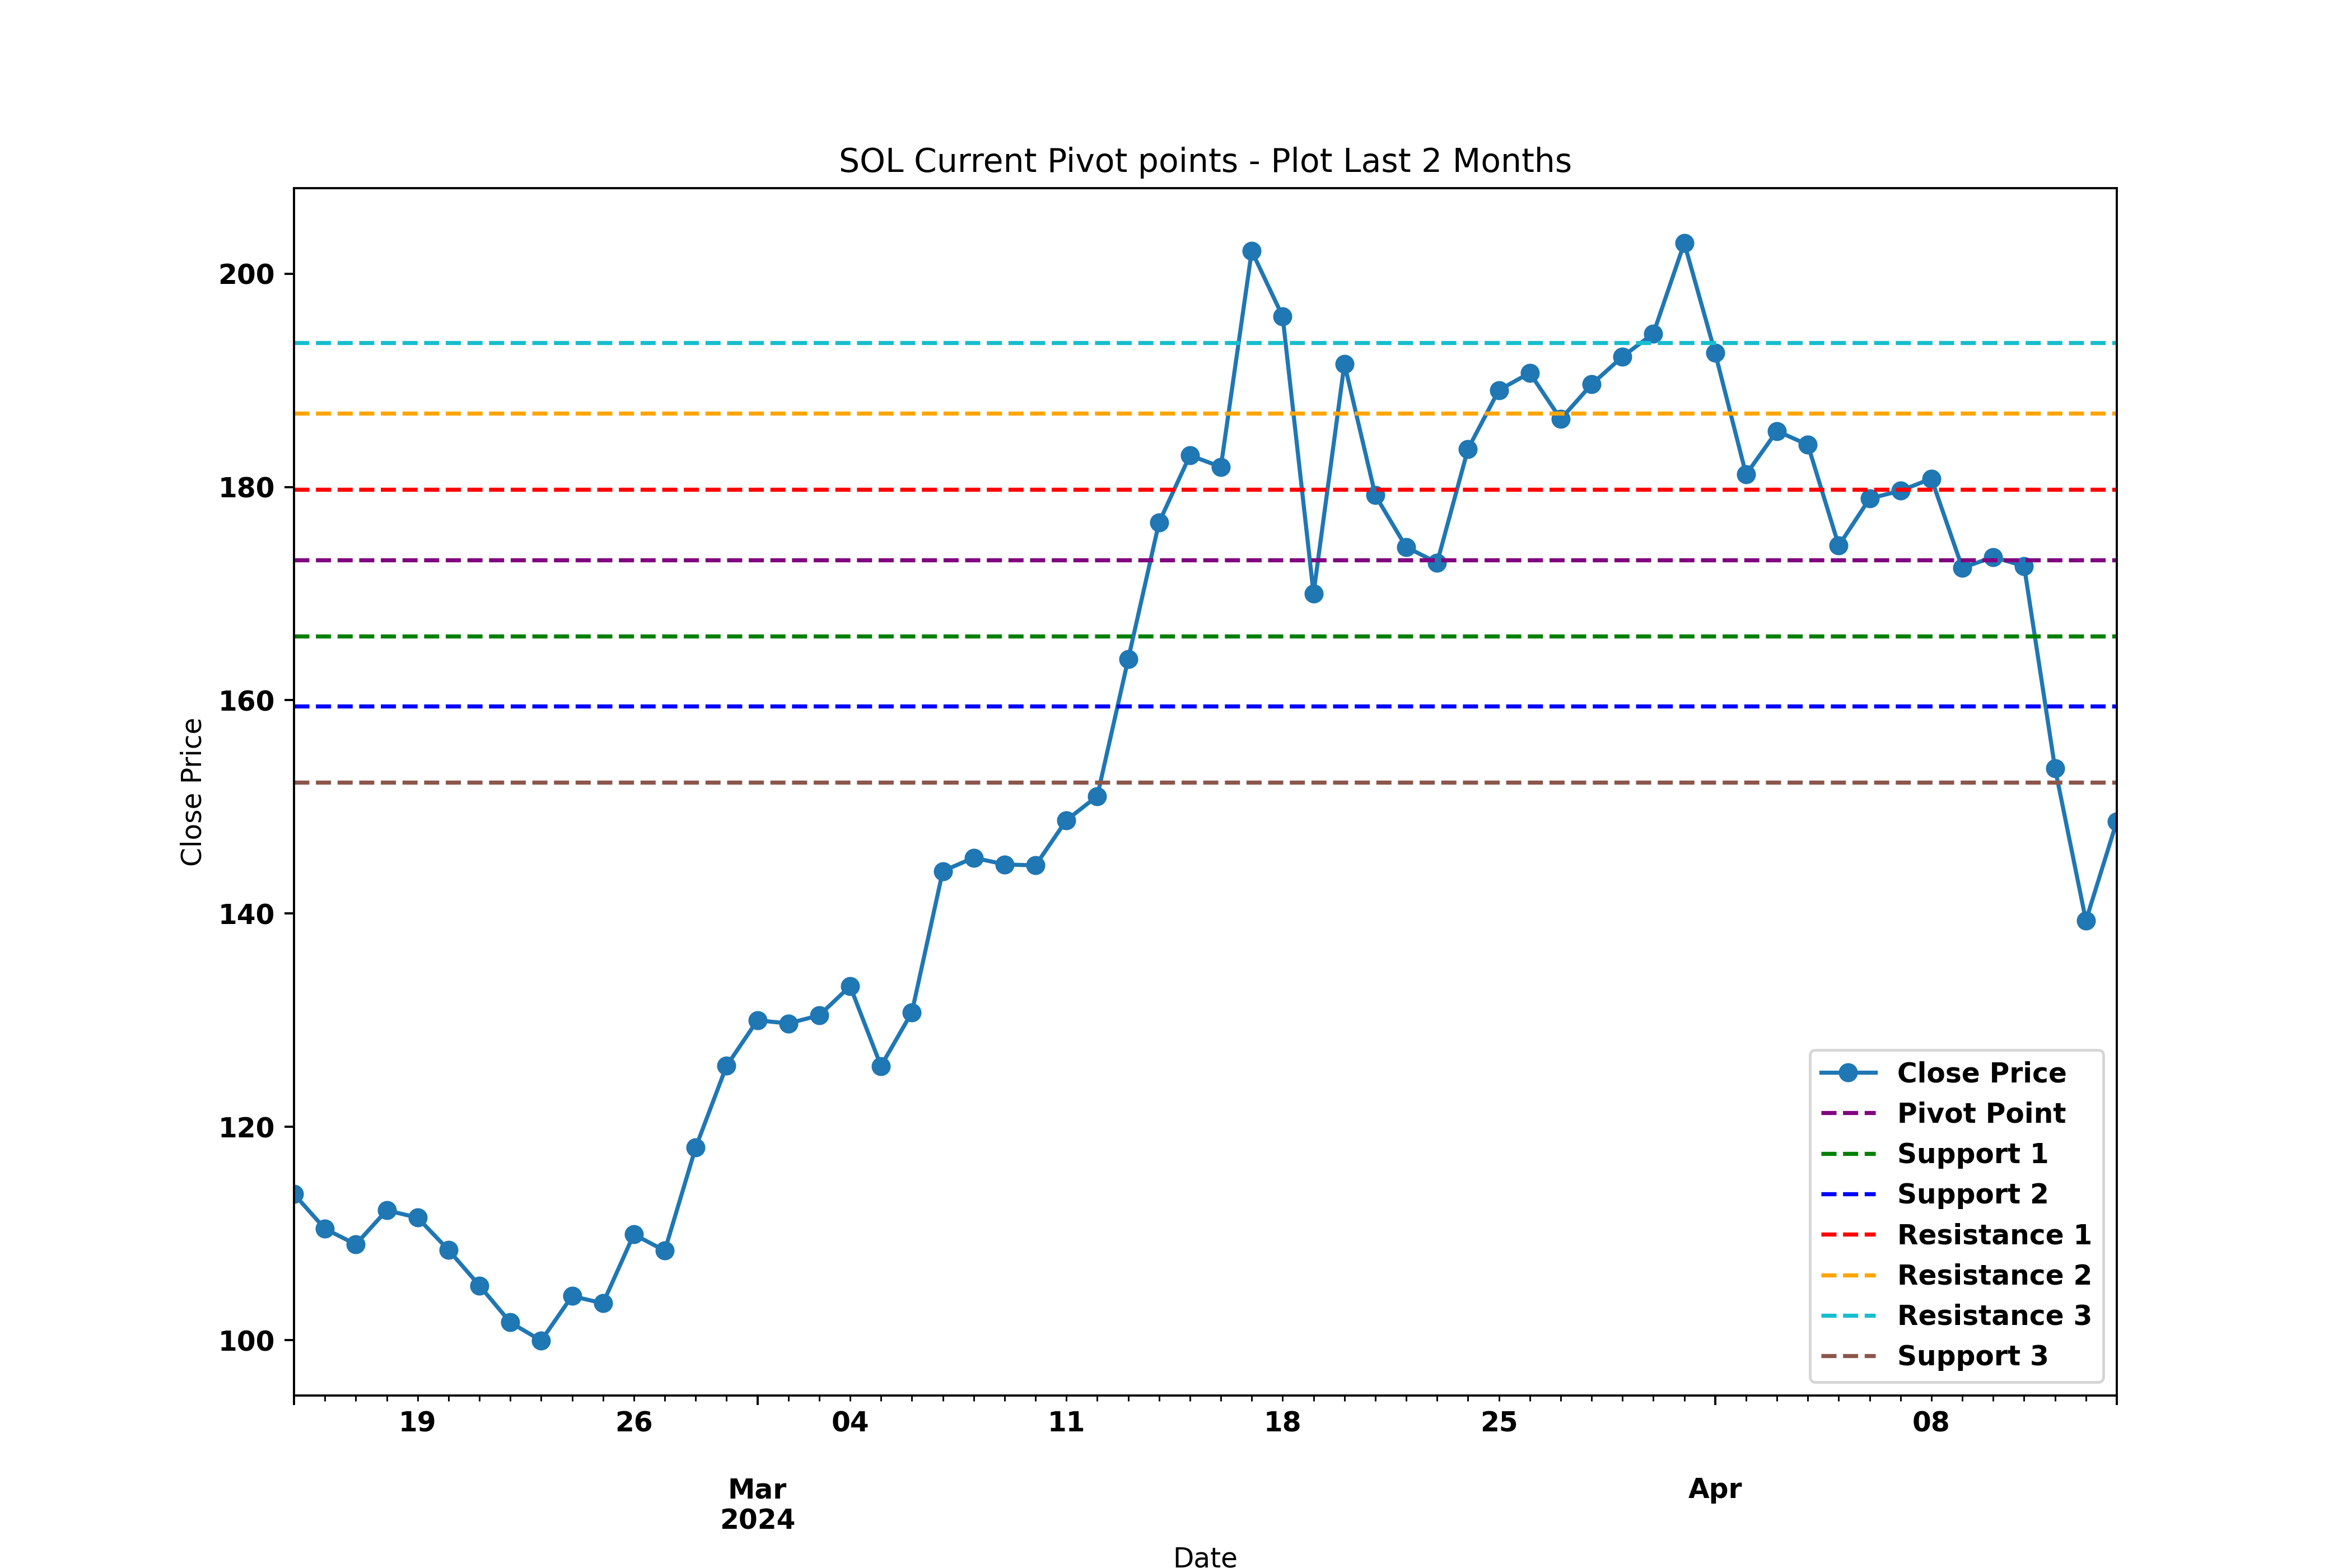 SOL Current Pivot points - Plot Last 2 Months
Close Price
200
180
160
140
120
100
Close Price
Pivot Point
Support 1
Support 2
Resistance 1
Resistance 2
Resistance 3
Support 3
19 26 04 11 18 25 08
Mar Apr
2024
Date